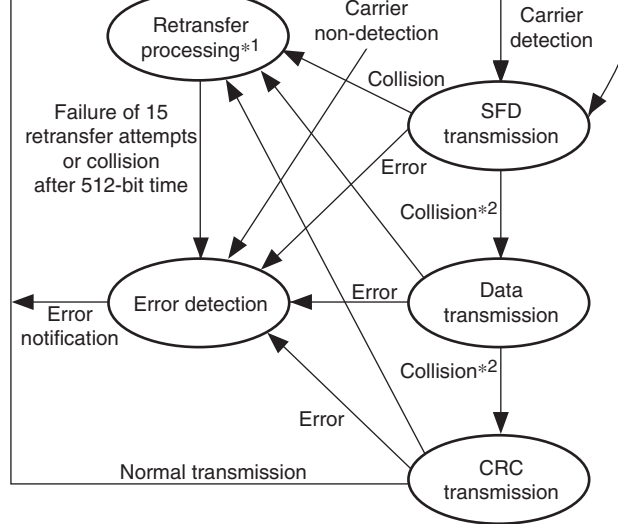 Carrier
non-detection
Carrier
detection
Retransfer
processing*1
Collision
SFD
transmission
Failure of 15
retransfer attempts
or collision
after 512-bit time
Error
Collision*2
Error detection
Error
Data
transmission
Error
notification
Collision*2
Error
Normal transmission
CRC
transmission